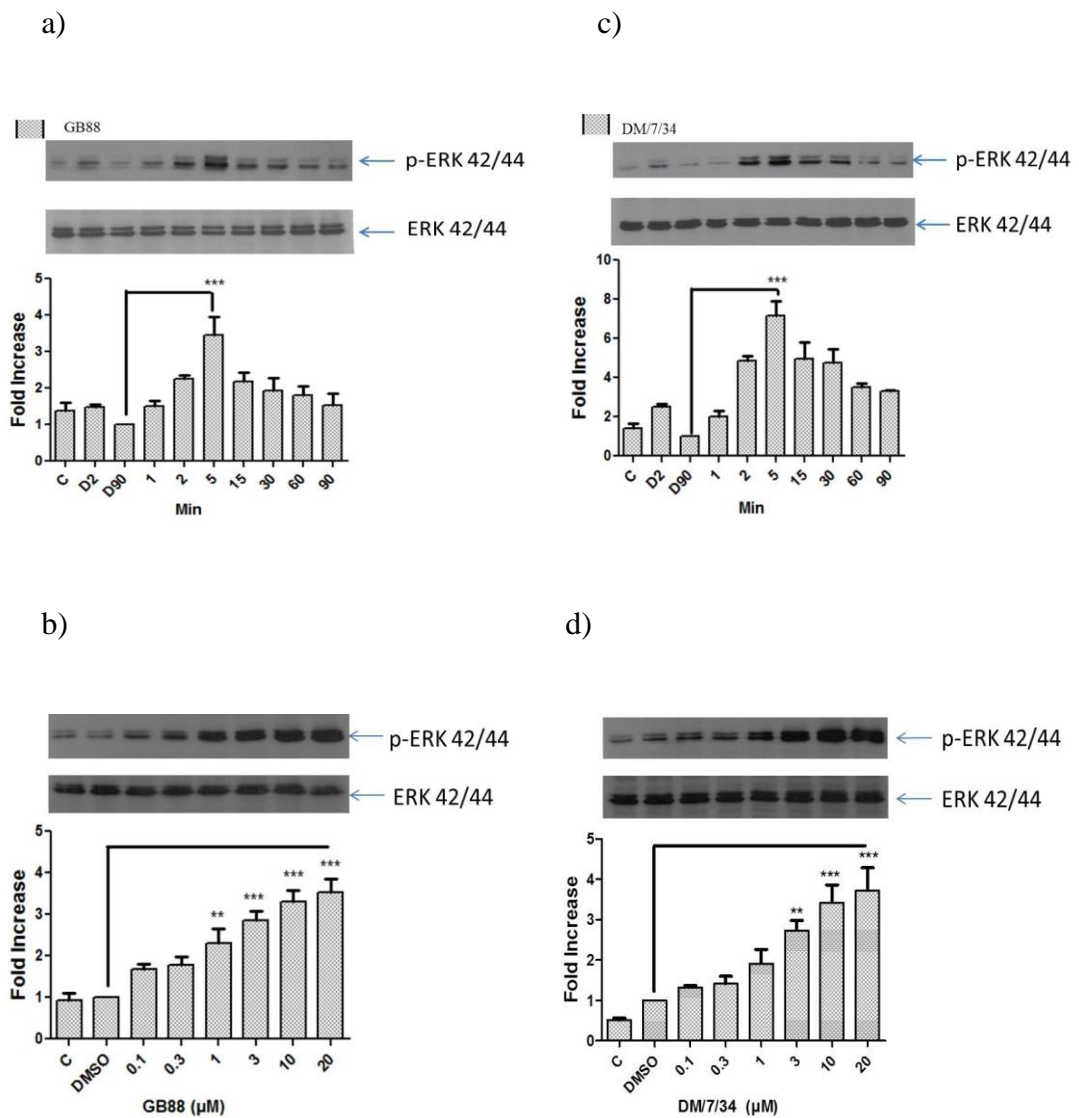 a)
GB88
p-ERK 42/44
ERK 42/44
Fold Increase
5
4
3
2
1
0
***
C
D2
D90
1
2
5
15
30
60
90
Min
c)
DM/7/34
p-ERK 42/44
ERK 42/44
Fold Increase
10
8
6
4
2
0
***
C
D2
D90
1
2
5
15
30
60
90
Min
b)
p-ERK 42/44
ERK 42/44
Fold Increase
5
4
3
2
1
0
**
***
***
***
C
DMSO
0.1
0.3
1
3
10
20
GB88 (μM)
d)
p-ERK 42/44
ERK 42/44
Fold Increase
5
4
3
2
1
0
**
***
***
C
DMSO
0.1
0.3
1
3
10
20
DM/7/34 (μM)